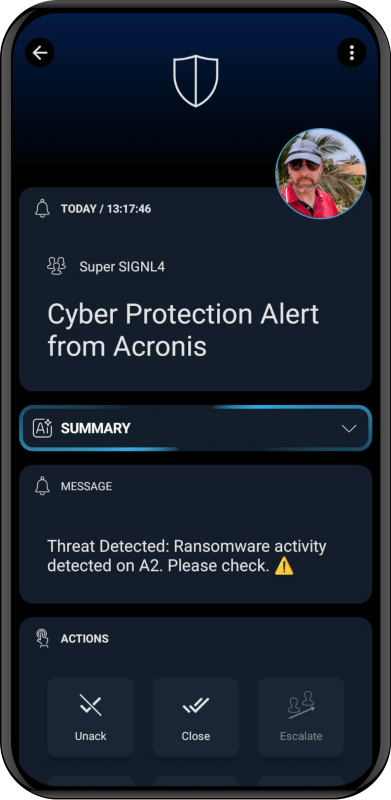 TODAY / 13:17:46
Super SIGNL4
Cyber Protection Alert
from Acronis
Ai SUMMARY
MESSAGE
Threat Detected: Ransomware activity
detected on A2. Please check. ⚠️
ACTIONS
Unack Close Escalate